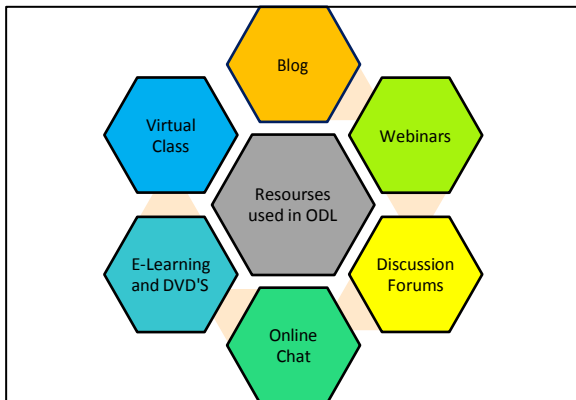 Blog
Virtual
Class
Webinars
Resourses
used in ODL
E-Learning
and DVD'S
Discussion
Forums
Online
Chat